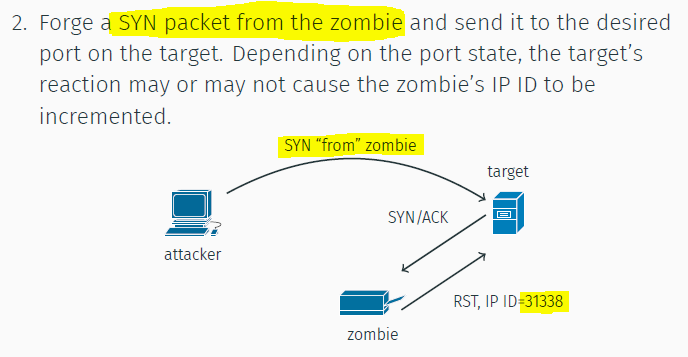 2. Forge a SYN packet from the zombie and send it to the desired
port on the target. Depending on the port state, the target's
reaction may or may not cause the zombie's IP ID to be
incremented.
SYN “from” zombie
target
SYN/ACK
attacker
RST, IP ID=31338
zombie